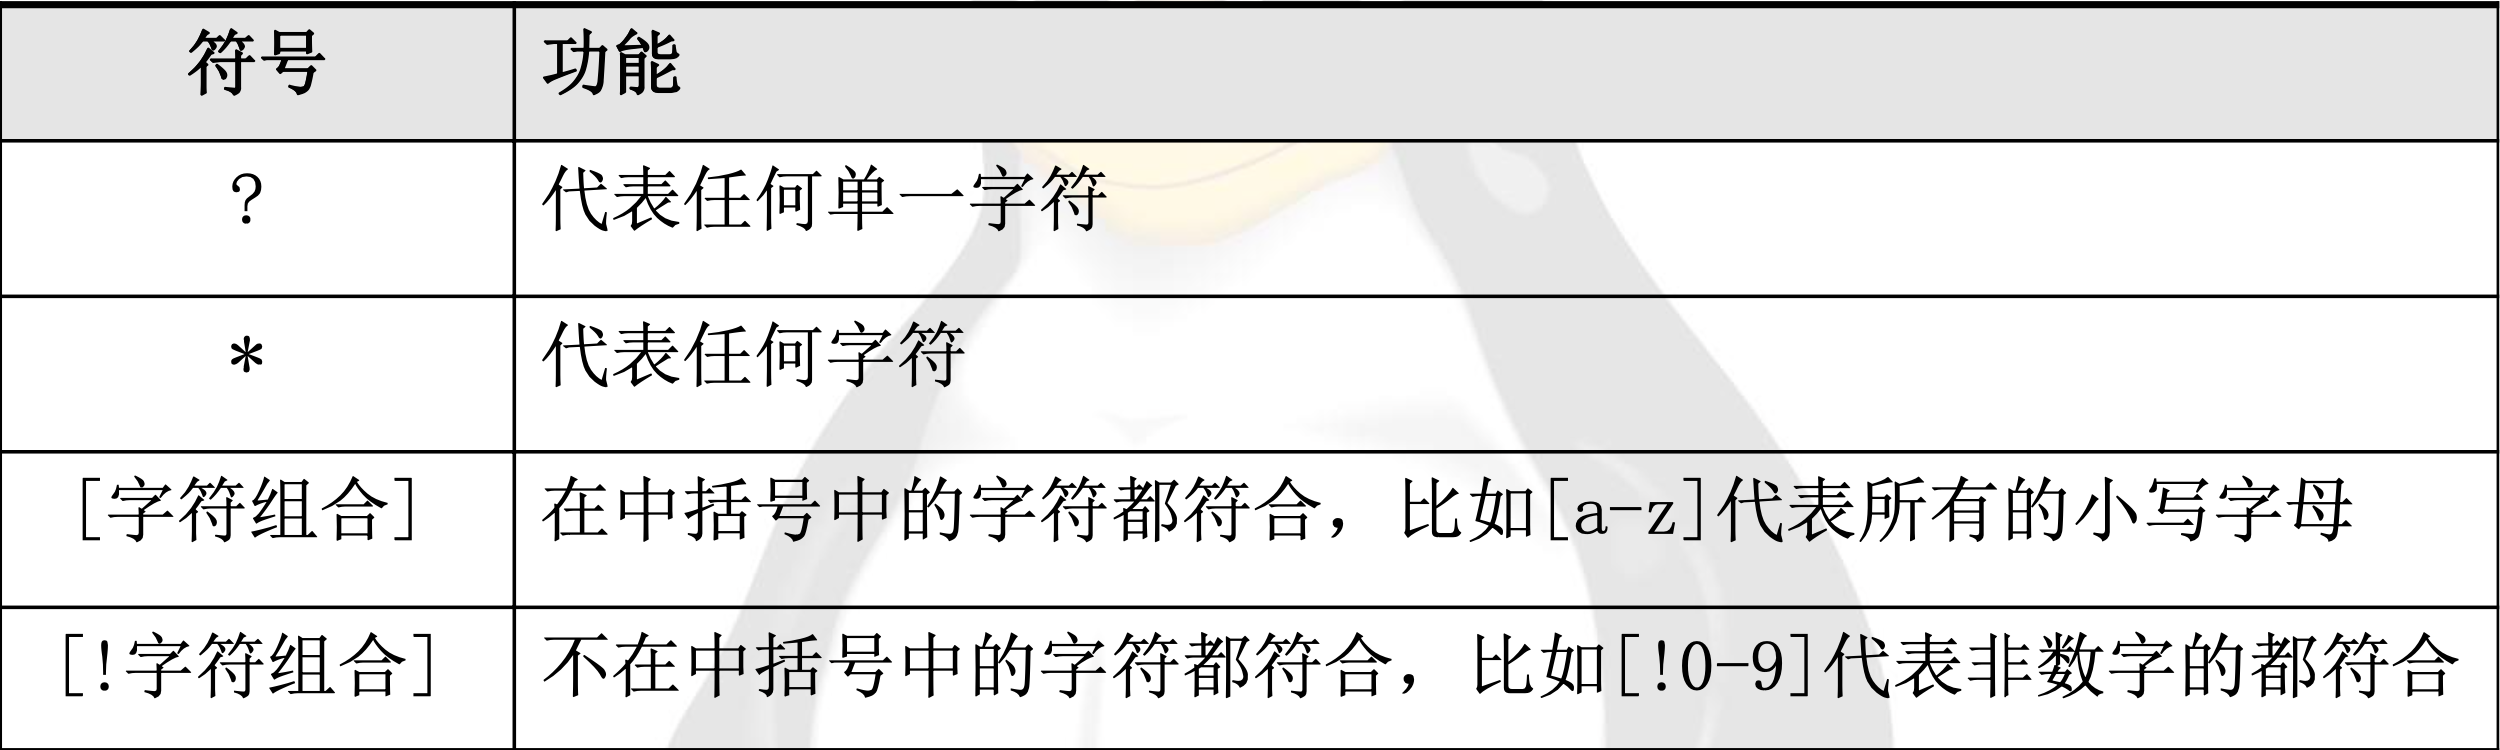 符号 功能
? 代表任何单一字符
* 代表任何字符
[字符组合] 在中括号中的字符都符合，比如[a-z]代表所有的小写字母
[!字符组合] 不在中括号中的字符都符合，比如[!0-9]代表非数字的都符合